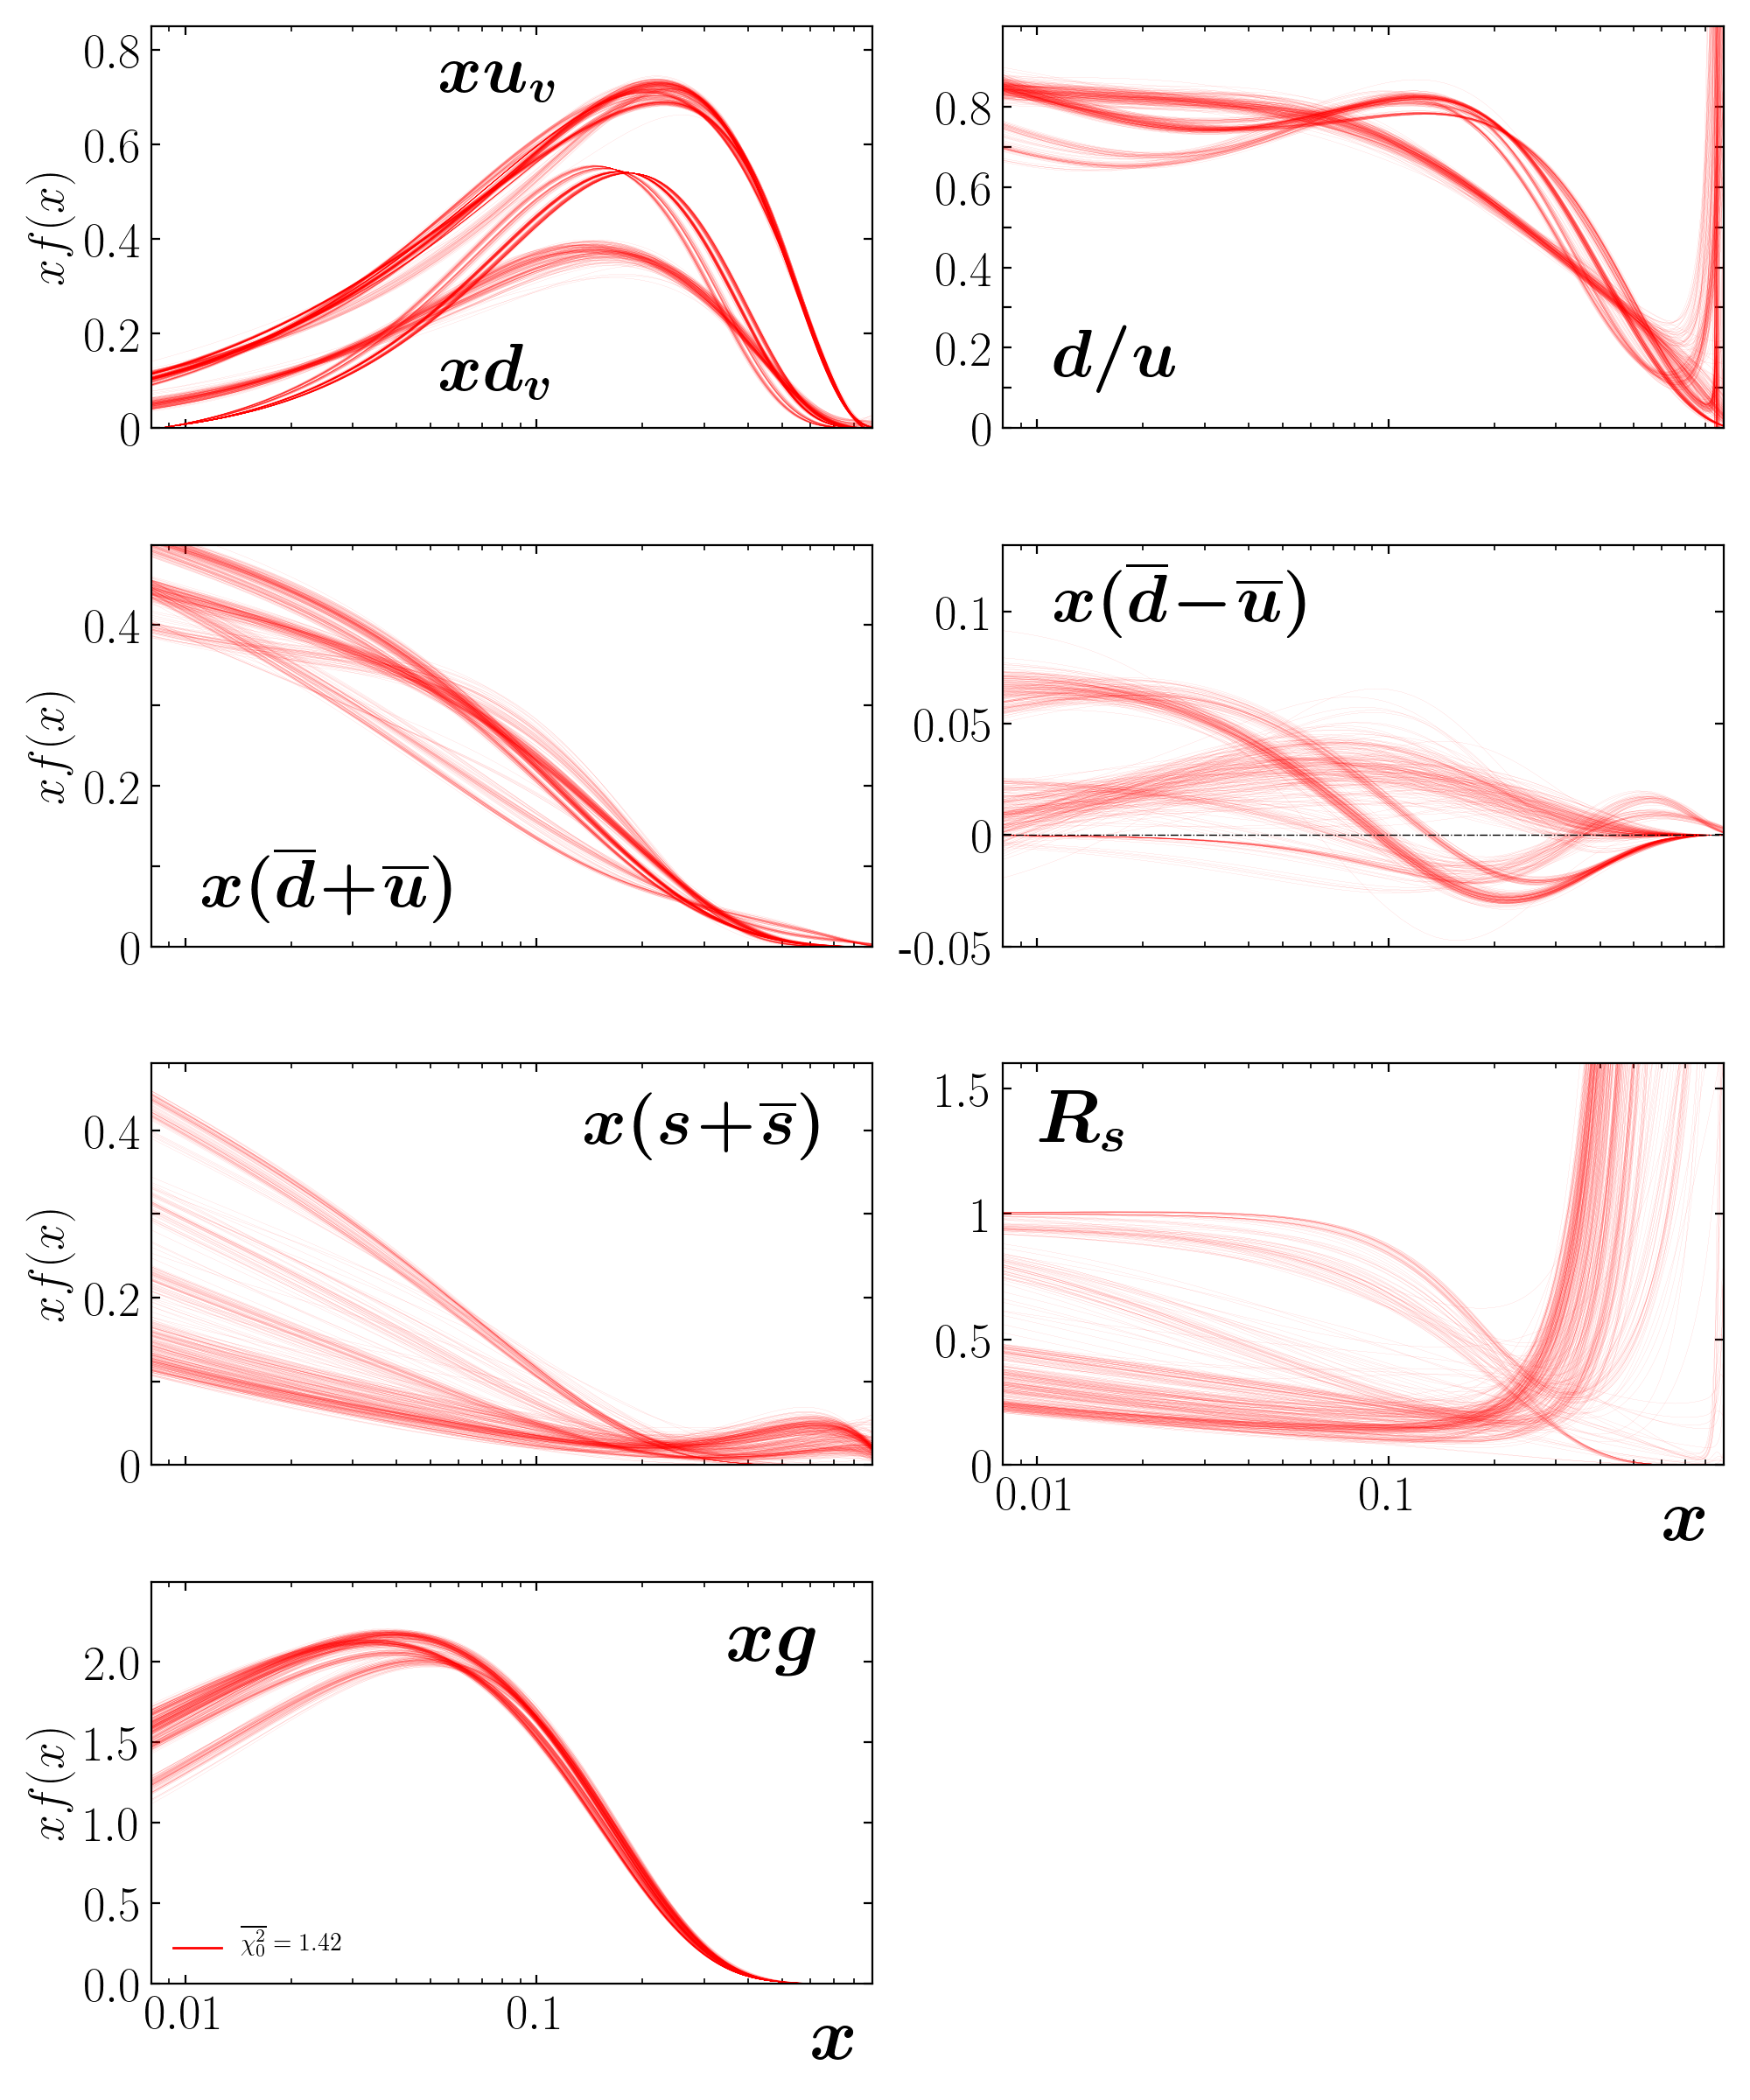 0.8
0.6
0.4
0.2
0
xf(x)
xu_v
xd_v
0.8
0.6
0.4
0.2
0
d/u
0.4
0.2
0
xf(x)
x(d̅+u̅)
0.1
0.05
0
-0.05
x(d̅−u̅)
0.4
0.2
0
xf(x)
x(s+s̅)
1.5
1
0.5
0
R_s
0.01 0.1
x
2.0
1.5
1.0
0.5
0.0
xf(x)
xg
χ̅₀² = 1.42
0.01 0.1
x